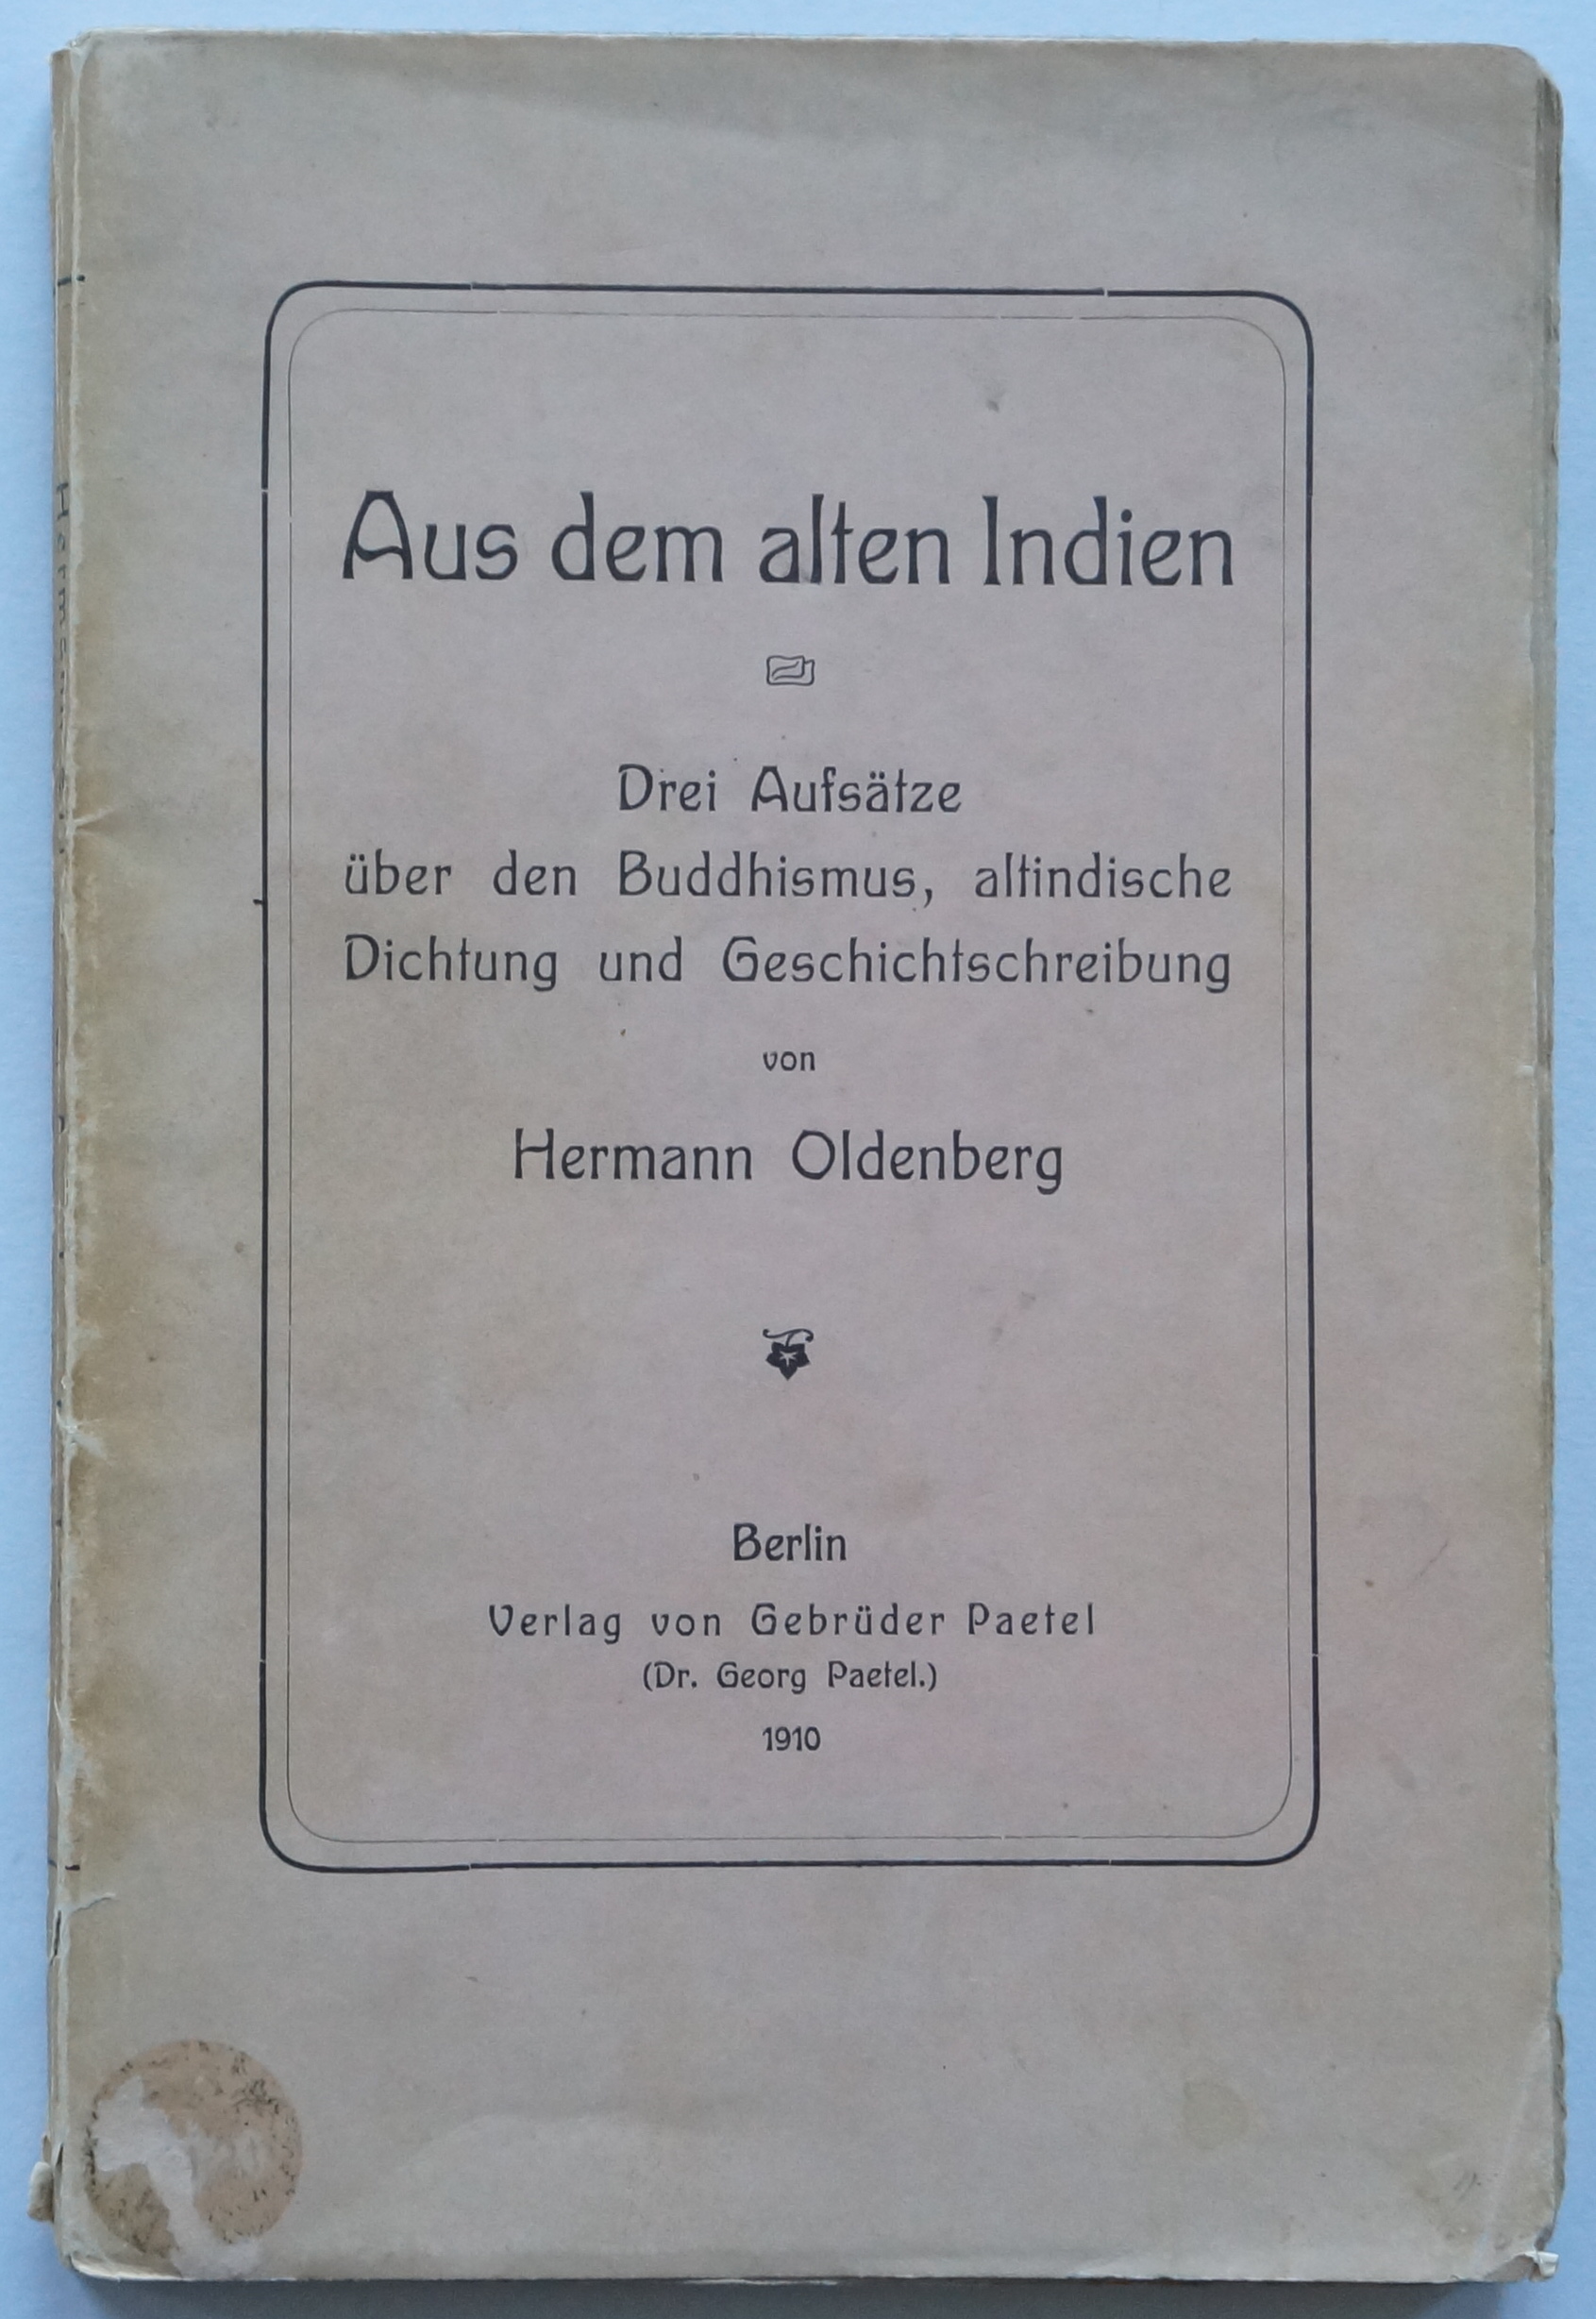 Aus dem alten Indien
Drei Aufsätze
über den Buddhismus, altindische
Dichtung und Geschichtschreibung
von
Hermann Oldenberg
Berlin
Verlag von Gebrüder Paetel
(Dr. Georg Paetel.)
1910